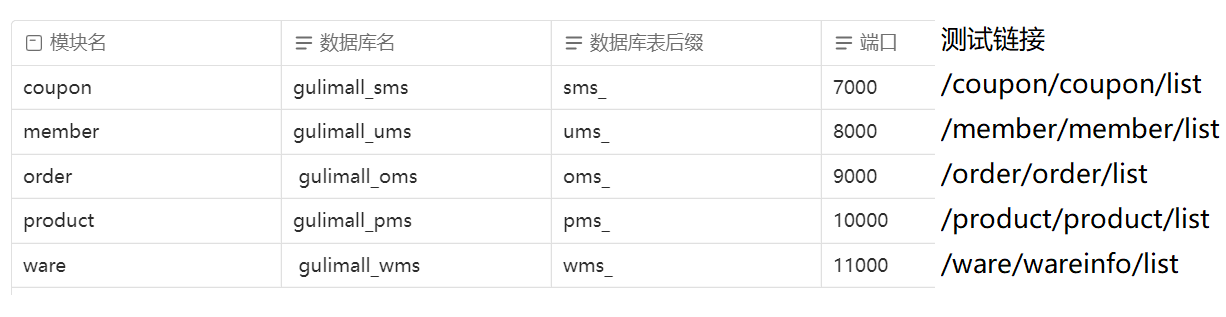 模块名 数据库名 数据库表后缀 端口 测试链接
coupon gulimall_sms sms_ 7000 /coupon/coupon/list
member gulimall_ums ums_ 8000 /member/member/list
order gulimall_oms oms_ 9000 /order/order/list
product gulimall_pms pms_ 10000 /product/product/list
ware gulimall_wms wms_ 11000 /ware/wareinfo/list